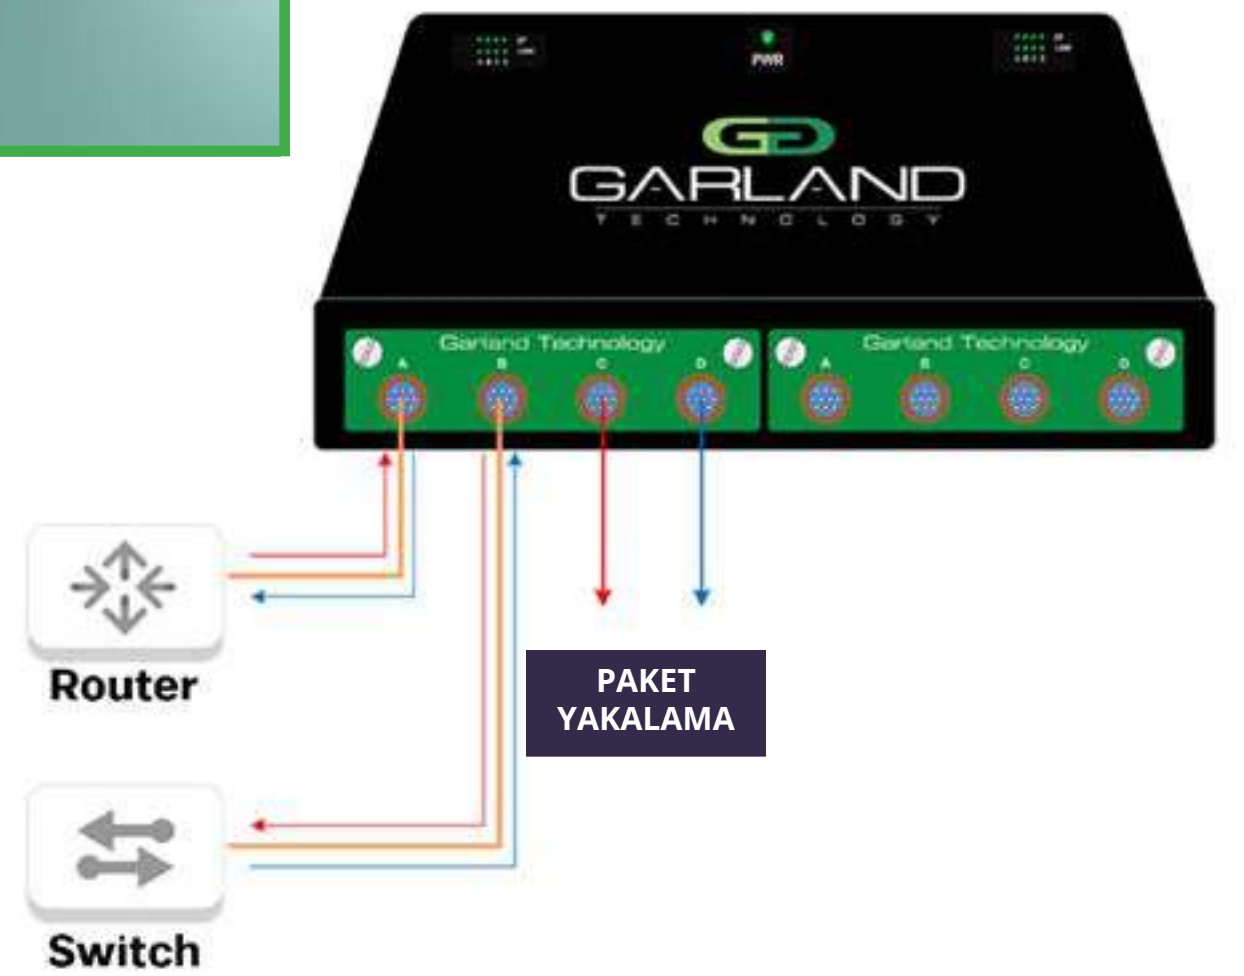 PWR
GARLAND
TECHNOLOGY
Garland Technology
A B C D
Garland Technology
A B C D
Router
PAKET
YAKALAMA
Switch